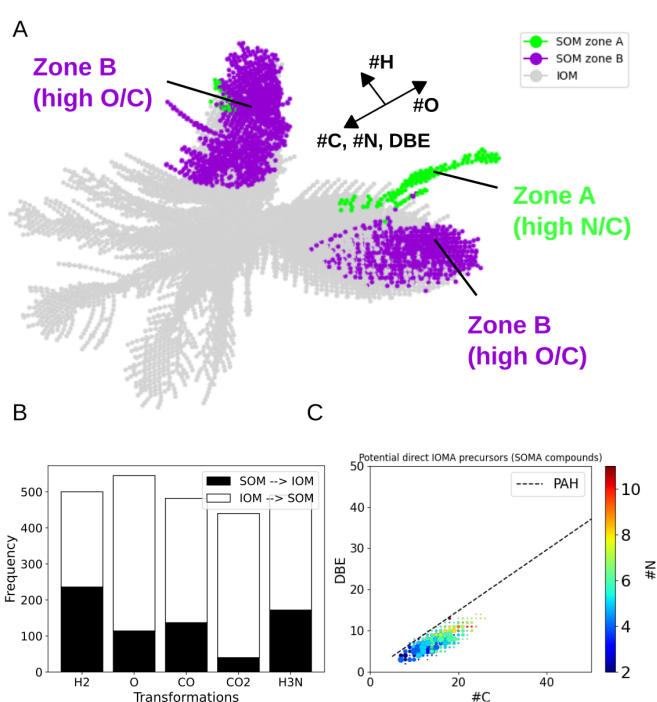 A
Zone B
(high O/C)
#H
#O
#C, #N, DBE
SOM zone A
SOM zone B
IOM
Zone A
(high N/C)
Zone B
(high O/C)
B
C
SOM --> IOM
IOM --> SOM
500
400
300
200
100
0
Frequency
H2 O CO CO2 H3N
Transformations
Potential direct IOMA precursors (SOMA compounds)
PAH
50
40
30
20
10
0
DBE
0 20 40
#C
10
8
6
4
2
#N